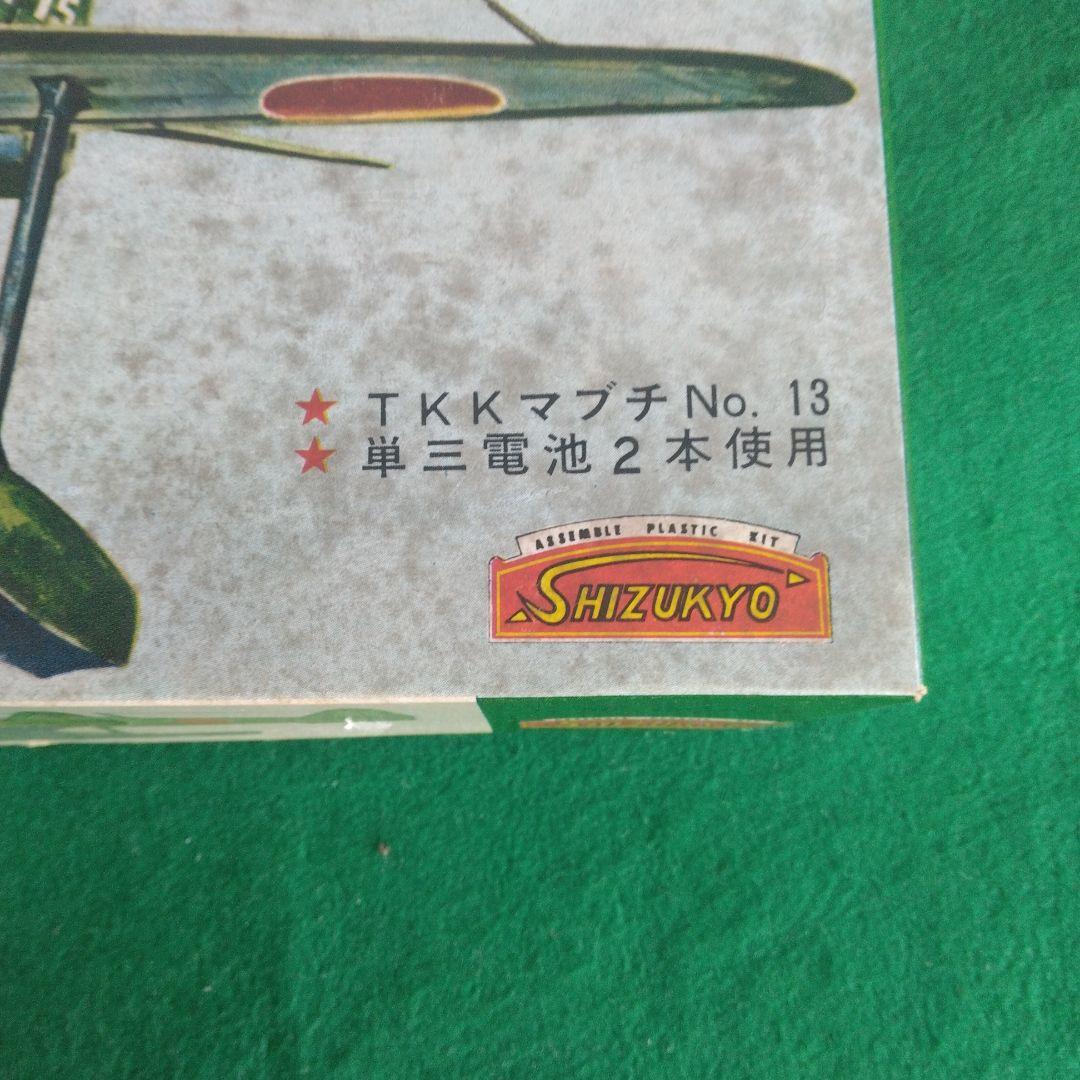 15
★ TKKマブチNo. 13
★ 単三電池2本使用
ASSEMBLE PLASTIC KIT
SHIZUKYO